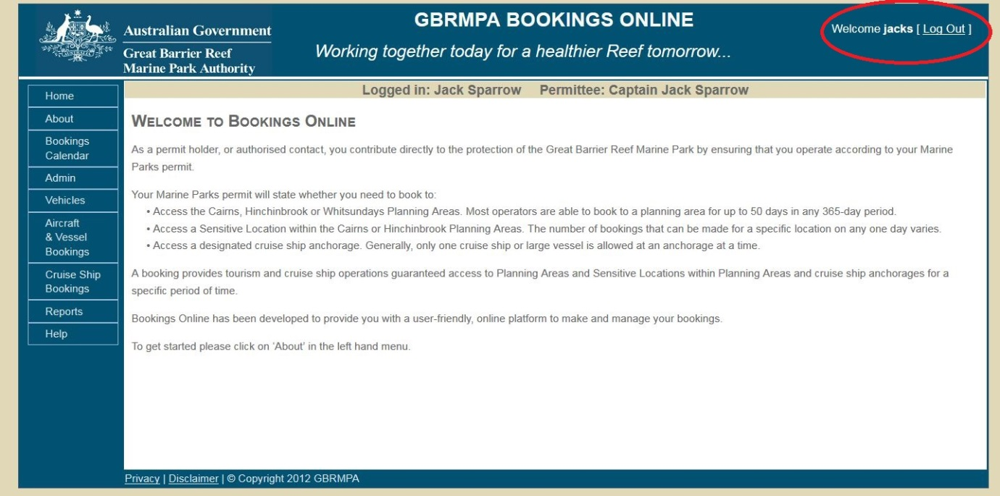 Australian Government
Great Barrier Reef
Marine Park Authority
GBRMPA BOOKINGS ONLINE
Working together today for a healthier Reef tomorrow...
Welcome jacks [ Log Out ]
Logged in: Jack Sparrow Permittee: Captain Jack Sparrow
Home
About
Bookings
Calendar
Admin
Vehicles
Aircraft
& Vessel
Bookings
Cruise Ship
Bookings
Reports
Help
WELCOME TO BOOKINGS ONLINE
As a permit holder, or authorised contact, you contribute directly to the protection of the Great Barrier Reef Marine Park by ensuring that you operate according to your Marine
Parks permit.
Your Marine Parks permit will state whether you need to book to:
• Access the Cairns, Hinchinbrook or Whitsundays Planning Areas. Most operators are able to book to a planning area for up to 50 days in any 365-day period.
• Access a Sensitive Location within the Cairns or Hinchinbrook Planning Areas. The number of bookings that can be made for a specific location on any one day varies.
• Access a designated cruise ship anchorage. Generally, only one cruise ship or large vessel is allowed at an anchorage at a time.
A booking provides tourism and cruise ship operations guaranteed access to Planning Areas and Sensitive Locations within Planning Areas and cruise ship anchorages for a
specific period of time.
Bookings Online has been developed to provide you with a user-friendly, online platform to make and manage your bookings.
To get started please click on 'About' in the left hand menu.
Privacy | Disclaimer | © Copyright 2012 GBRMPA